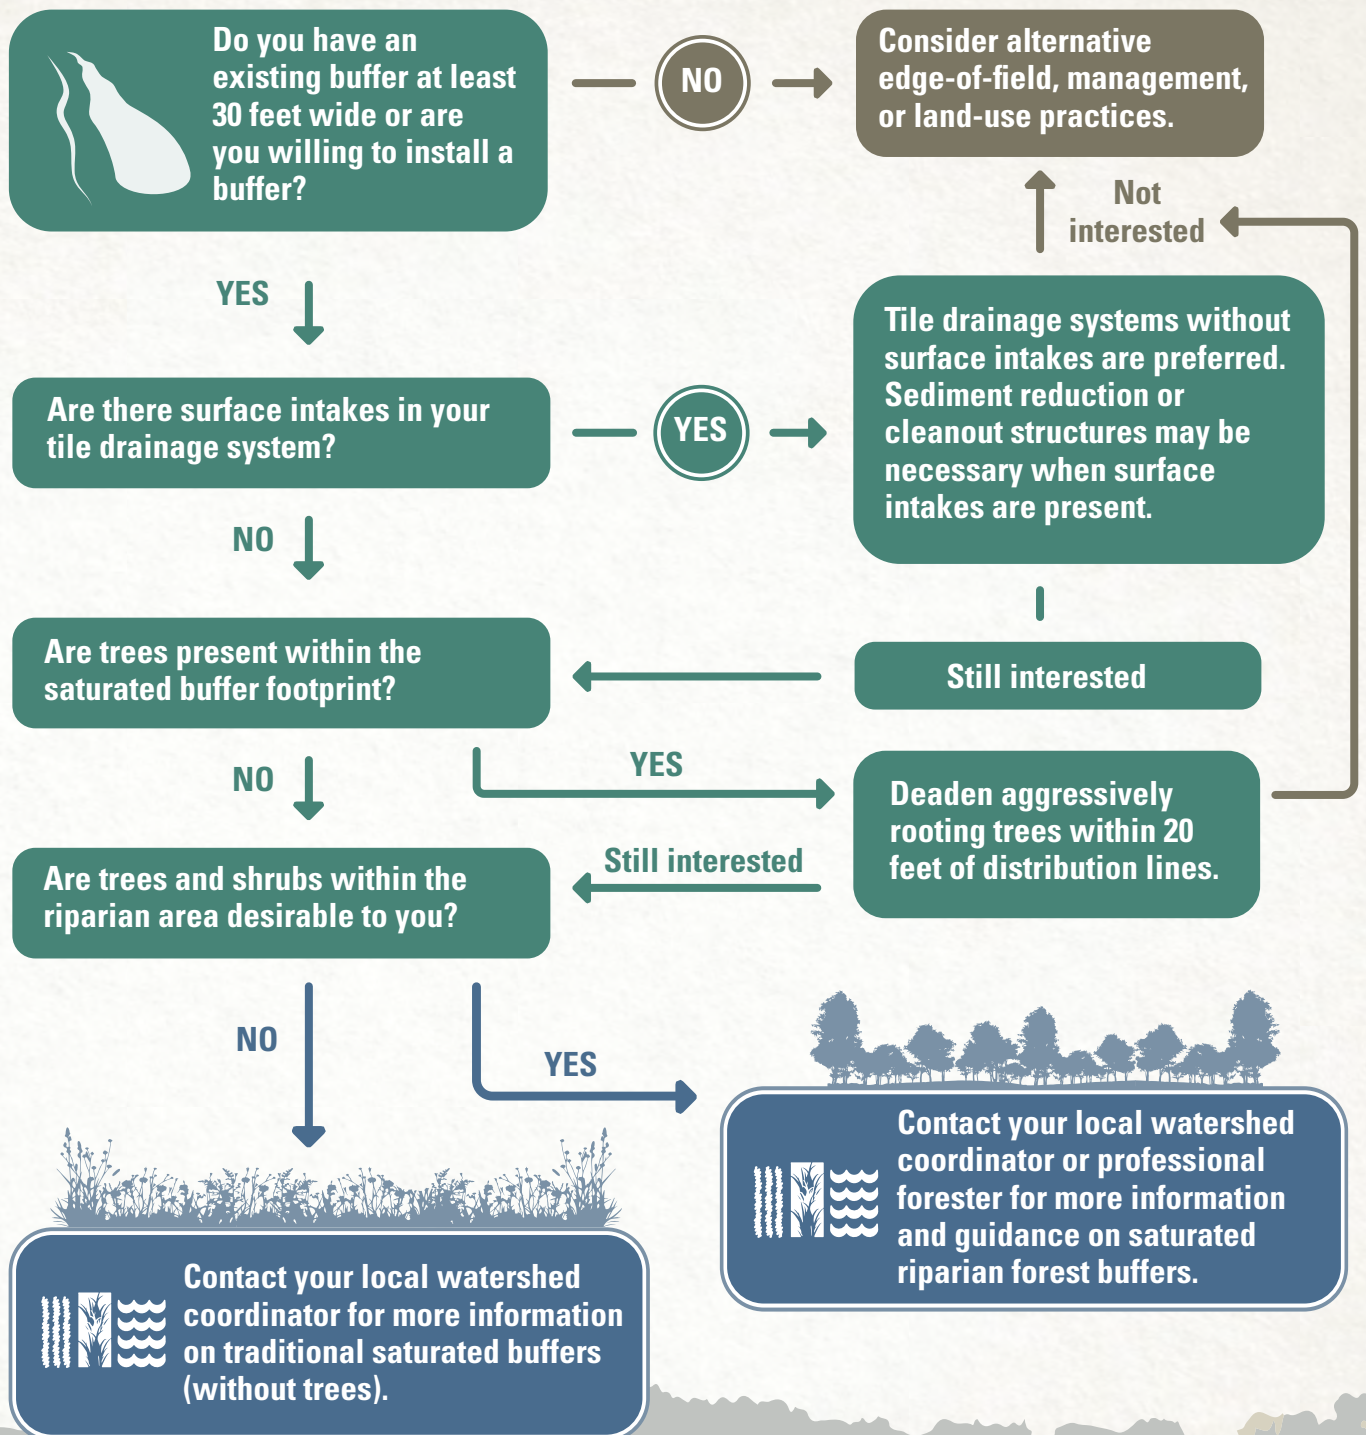 Do you have an
existing buffer at least
30 feet wide or are
you willing to install a
buffer?
NO
Consider alternative
edge-of-field, management,
or land-use practices.
Not
interested
YES
Tile drainage systems without
surface intakes are preferred.
Sediment reduction or
cleanout structures may be
necessary when surface
intakes are present.
Are there surface intakes in your
tile drainage system?
YES
NO
Are trees present within the
saturated buffer footprint?
Still interested
NO
YES
Deaden aggressively
rooting trees within 20
feet of distribution lines.
Still interested
Are trees and shrubs within the
riparian area desirable to you?
NO
YES
Contact your local watershed
coordinator or professional
forester for more information
and guidance on saturated
riparian forest buffers.
Contact your local watershed
coordinator for more information
on traditional saturated buffers
(without trees).